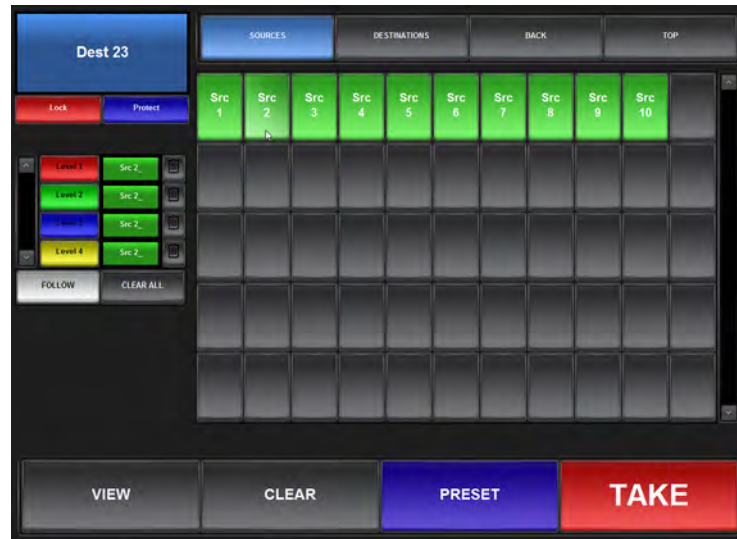 Dest 23
SOURCES
DESTINATIONS
BACK
TOP
Lock
Protect
Src 1
Src 2
Src 3
Src 4
Src 5
Src 6
Src 7
Src 8
Src 9
Src 10
Level 1
Src 2_
Level 2
Src 2_
Level 3
Src 2_
Level 4
Src 2_
FOLLOW
CLEAR ALL
VIEW
CLEAR
PRESET
TAKE